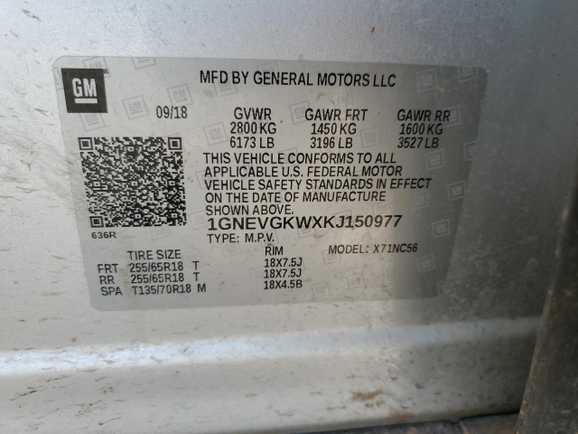 GM
MFD BY GENERAL MOTORS LLC
09/18 GVWR GAWR FRT GAWR RR
2800 KG 1450 KG 1600 KG
6173 LB 3196 LB 3527 LB
THIS VEHICLE CONFORMS TO ALL
APPLICABLE U.S. FEDERAL MOTOR
VEHICLE SAFETY STANDARDS IN EFFECT
ON THE DATE OF MANUFACTURE
SHOWN ABOVE.
1GNEVGKWXKJ150977
636R TYPE: M.P.V. MODEL: X71NC56
TIRE SIZE RIM
FRT 255/65R18 T 18X7.5J
RR 255/65R18 T 18X7.5J
SPA T135/70R18 M 18X4.5B